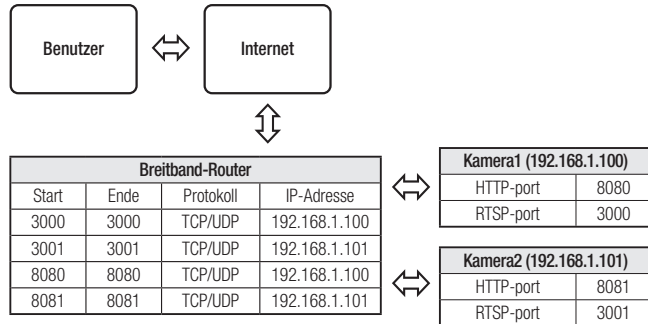 Benutzer
Internet
Breitband-Router
Start Ende Protokoll IP-Adresse
3000 3000 TCP/UDP 192.168.1.100
3001 3001 TCP/UDP 192.168.1.101
8080 8080 TCP/UDP 192.168.1.100
8081 8081 TCP/UDP 192.168.1.101
Kamera1 (192.168.1.100)
HTTP-port 8080
RTSP-port 3000
Kamera2 (192.168.1.101)
HTTP-port 8081
RTSP-port 3001